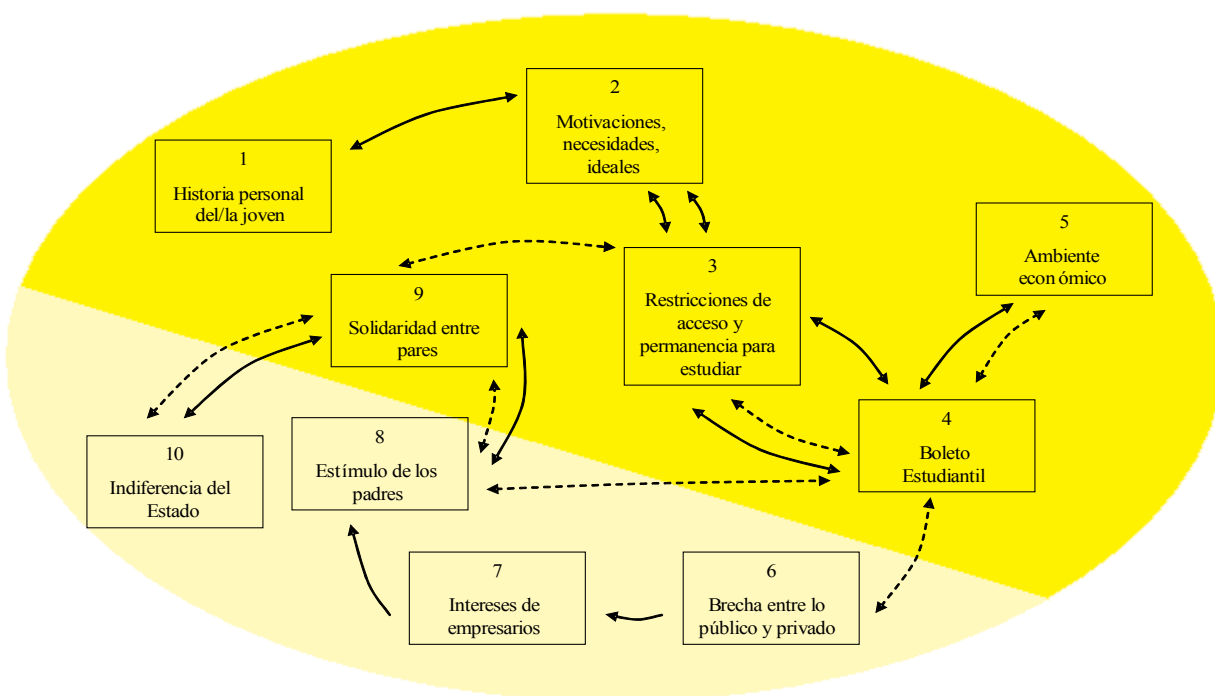 1
Historia personal
del/la joven
2
Motivaciones,
necesidades,
ideales
3
Restricciones de
acceso y
permanencia para
estudiar
4
Boleto
Estudiantil
5
Ambiente
econ ómico
6
Brecha entre lo
público y privado
7
Intereses de
empresarios
8
Estímulo de los
padres
9
Solidaridad entre
pares
10
Indiferencia del
Estado